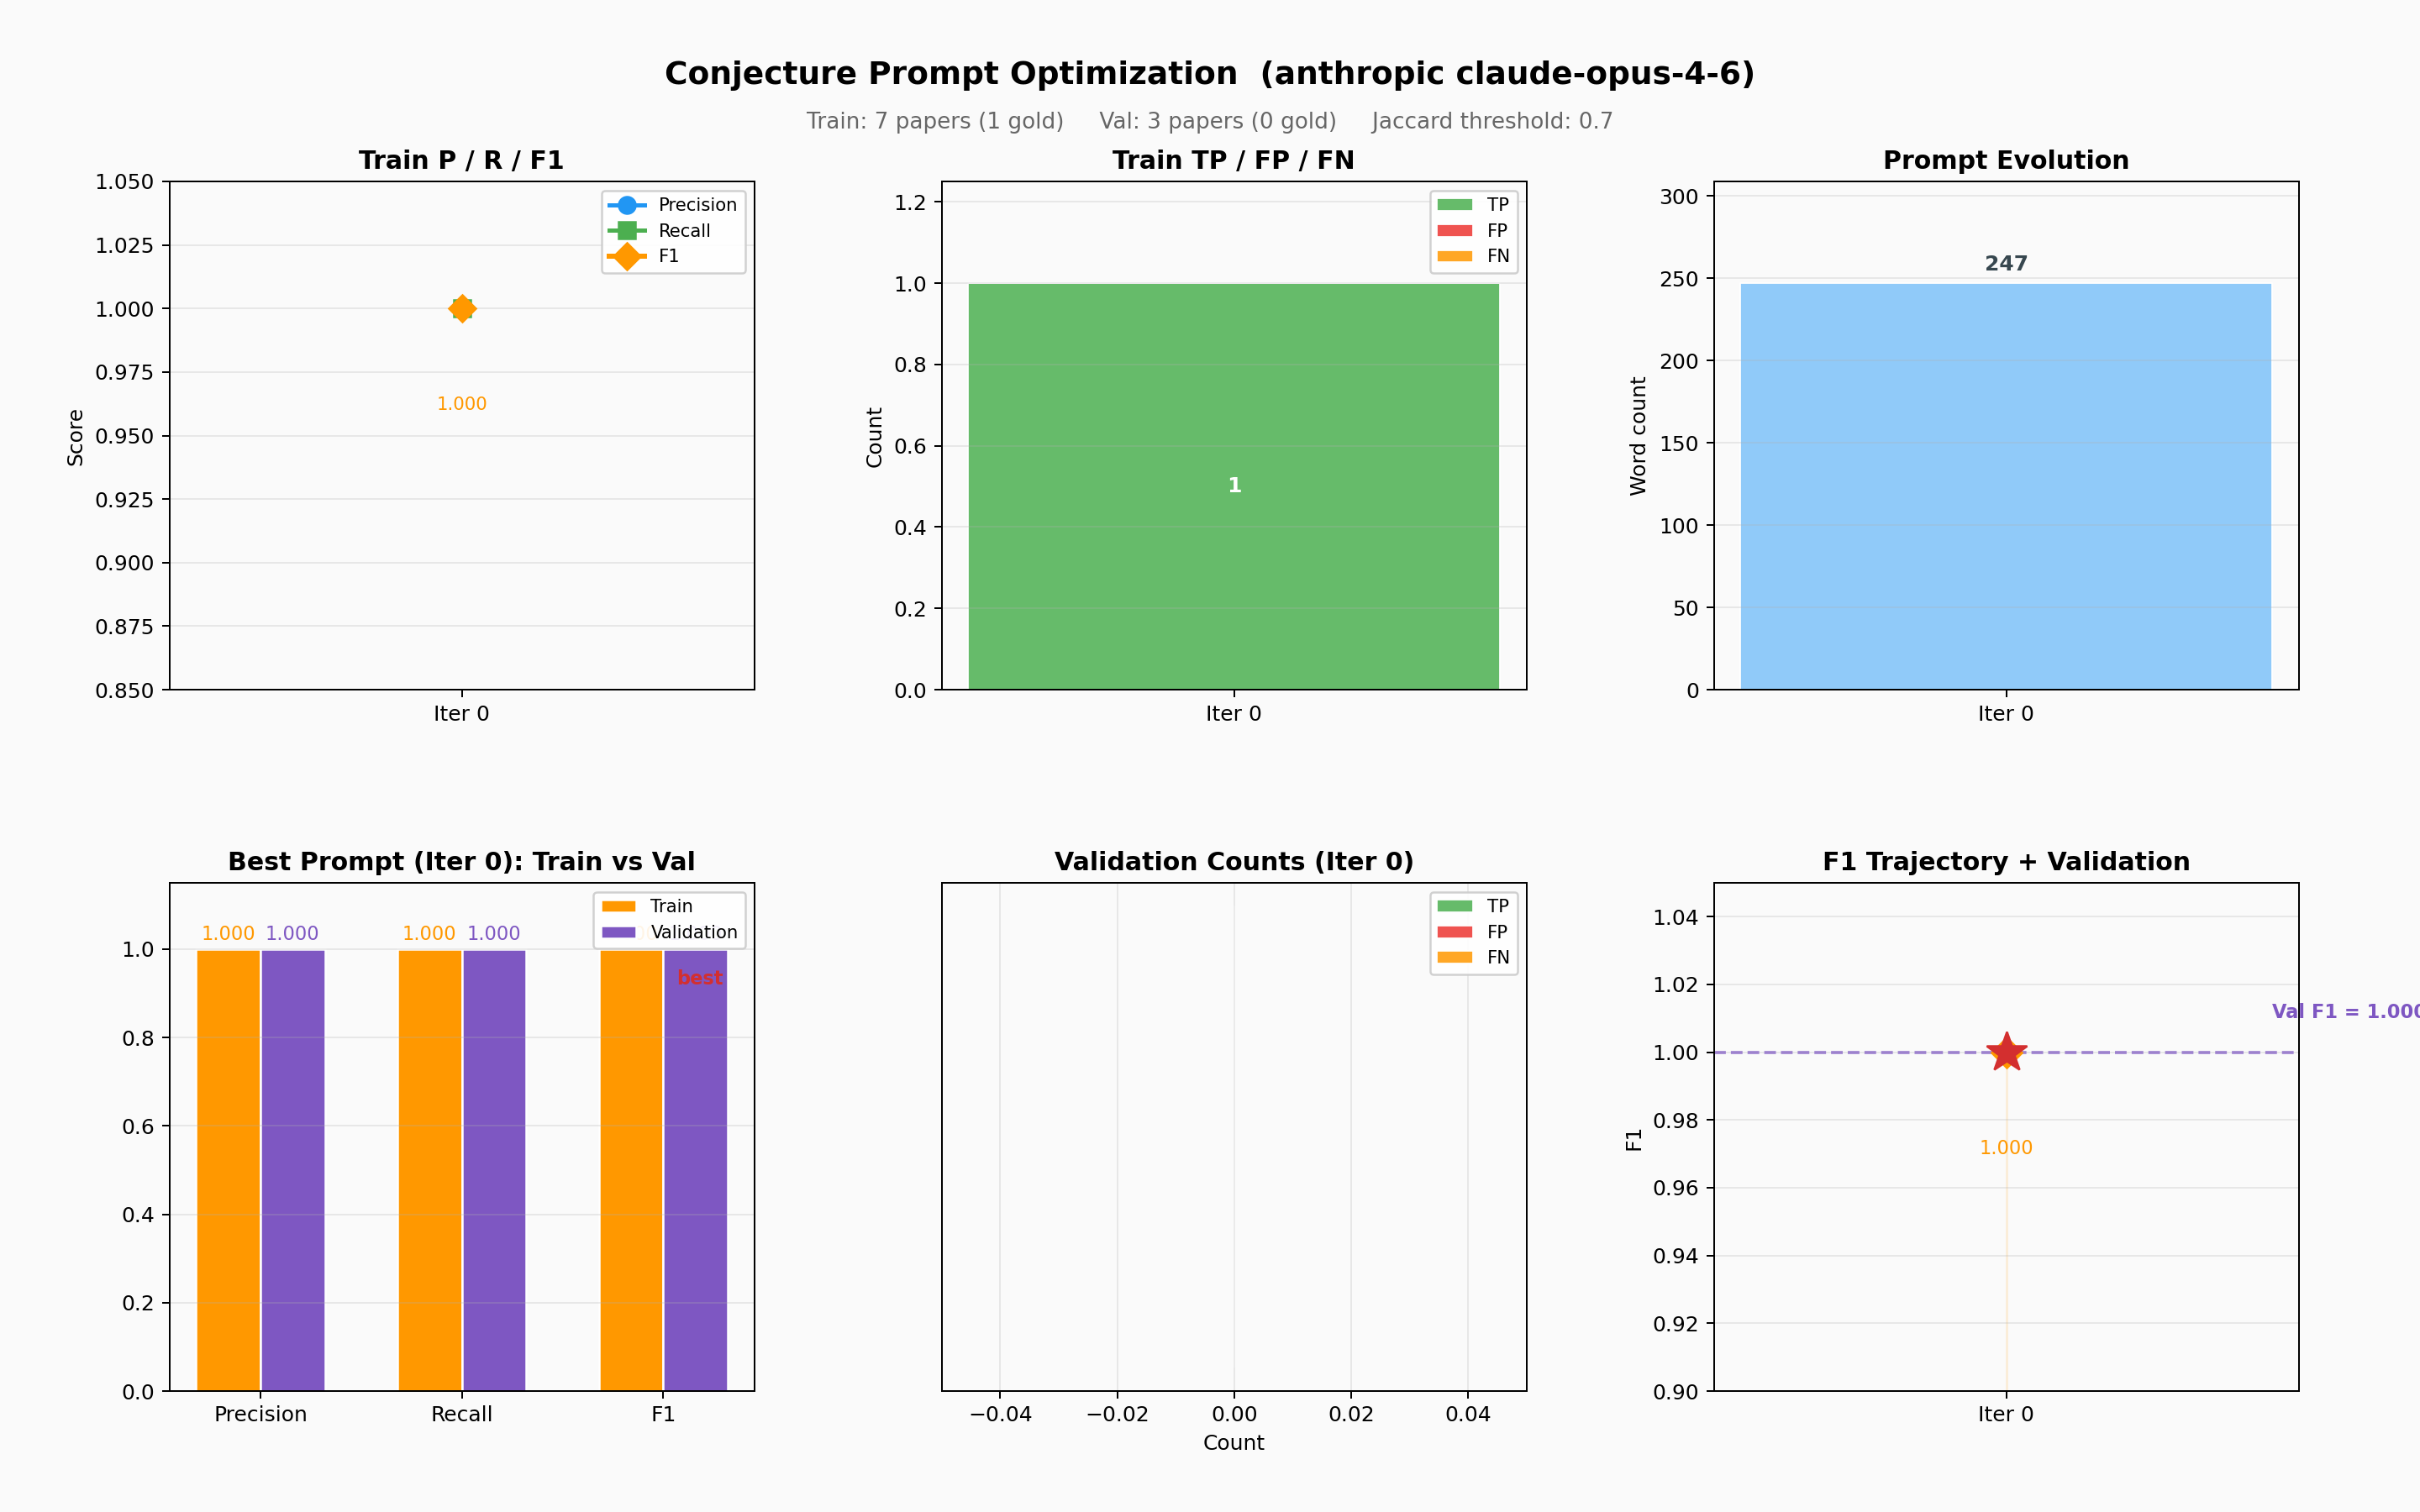 Conjecture Prompt Optimization (anthropic claude-opus-4-6)
Train: 7 papers (1 gold) Val: 3 papers (0 gold) Jaccard threshold: 0.7
Train P / R / F1
1.050
1.025
1.000
0.975
0.950
0.925
0.900
0.875
0.850
Score
Precision
Recall
F1
1.000
Iter 0
Train TP / FP / FN
1.2
1.0
0.8
0.6
0.4
0.2
0.0
Count
TP
FP
FN
1
Iter 0
Prompt Evolution
300
250
200
150
100
50
0
Word count
247
Iter 0
Best Prompt (Iter 0): Train vs Val
1.0
0.8
0.6
0.4
0.2
0.0
Train
Validation
1.000 1.000 1.000 1.000
best
Precision Recall F1
Validation Counts (Iter 0)
TP
FP
FN
−0.04 −0.02 0.00 0.02 0.04
Count
F1 Trajectory + Validation
1.04
1.02
1.00
0.98
0.96
0.94
0.92
0.90
F1
Val F1 = 1.000
1.000
Iter 0